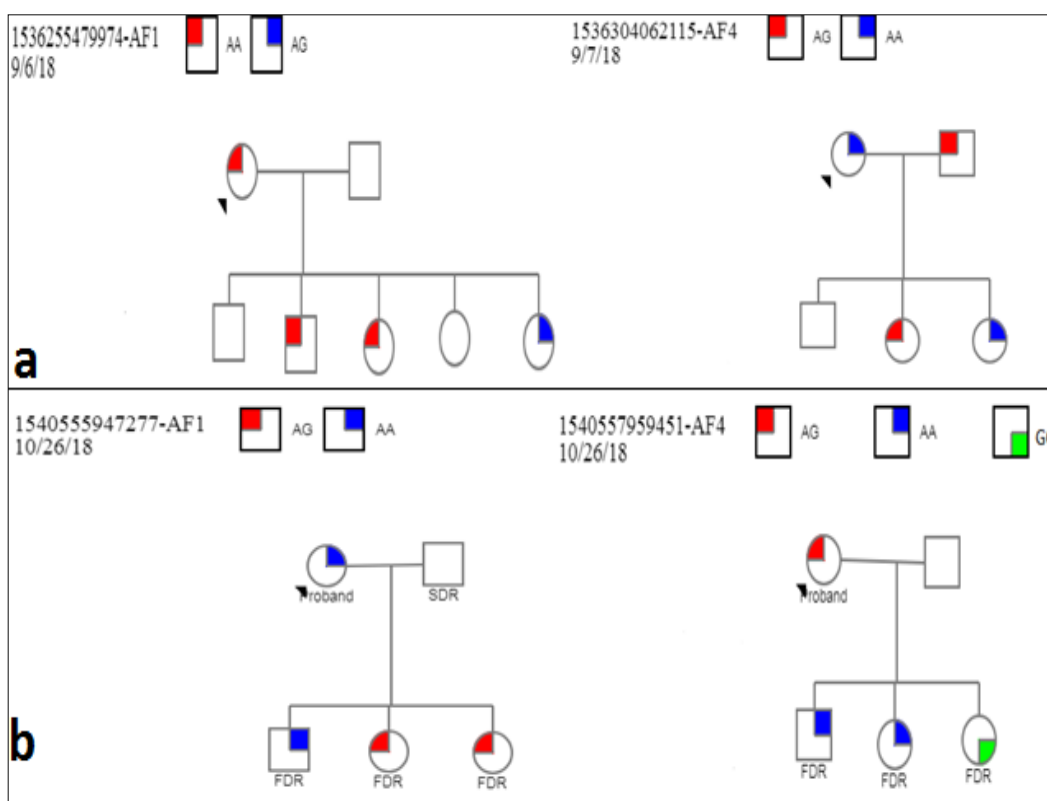 1536255479974-AF1
9/6/18
AA
AG
1536304062115-AF4
9/7/18
AG
AA
a
1540555947277-AF1
10/26/18
AG
AA
1540557959451-AF4
10/26/18
AG
AA
Proband
SDR
Proband
FDR
FDR
FDR
FDR
FDR
FDR
b